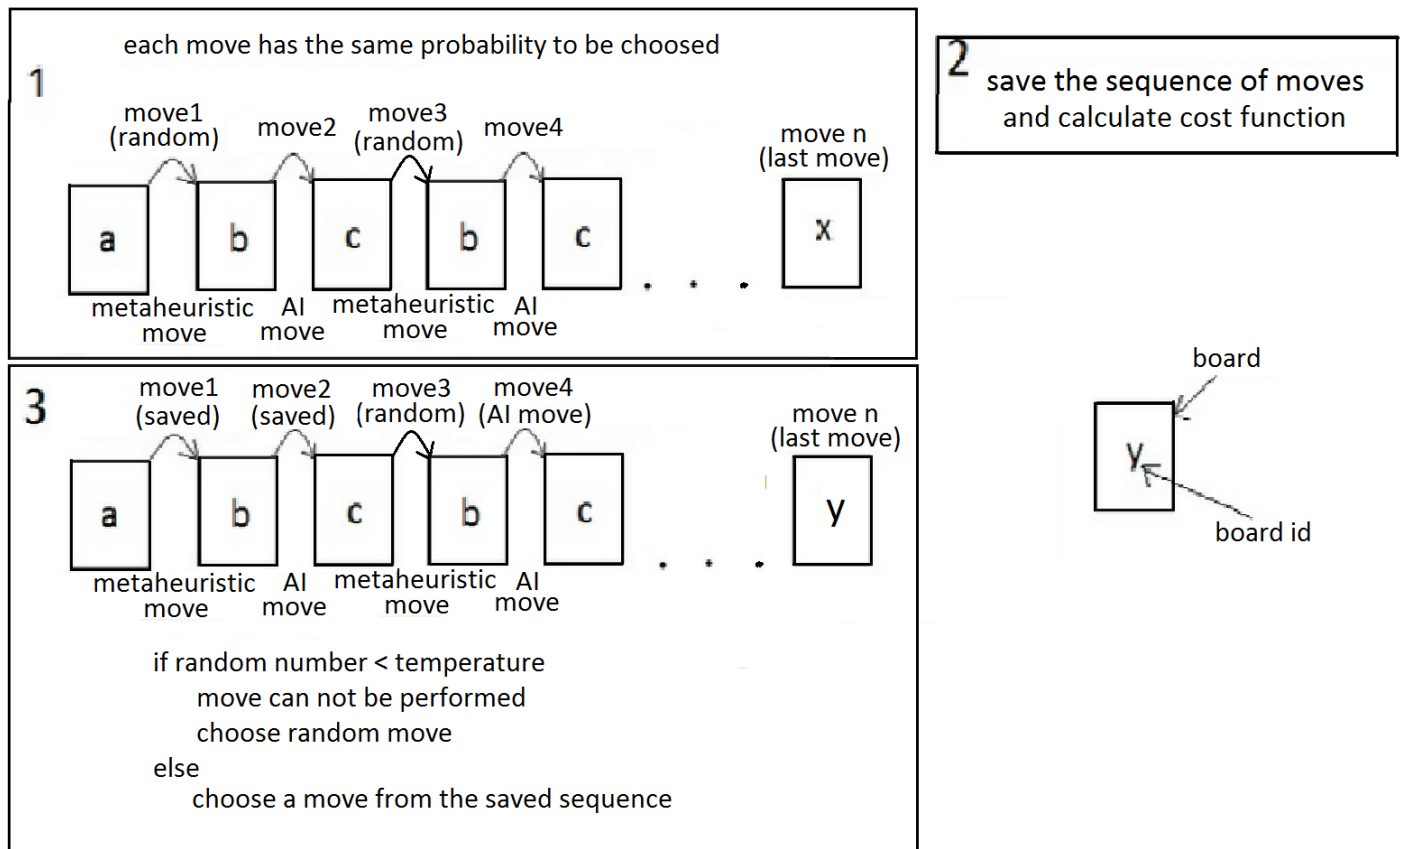 each move has the same probability to be choosed
1
move1
(random)
move2
move3
(random)
move4
move n
(last move)
a
b
c
b
c
. . .
x
metaheuristic
move
AI
move
metaheuristic
move
AI
move
2
save the sequence of moves
and calculate cost function
3
move1
(saved)
move2
(saved)
move3
(random)
move4
(AI move)
move n
(last move)
a
b
c
b
c
. . .
y
metaheuristic
move
AI
move
metaheuristic
move
AI
move
if random number < temperature
move can not be performed
choose random move
else
choose a move from the saved sequence
board
y
board id